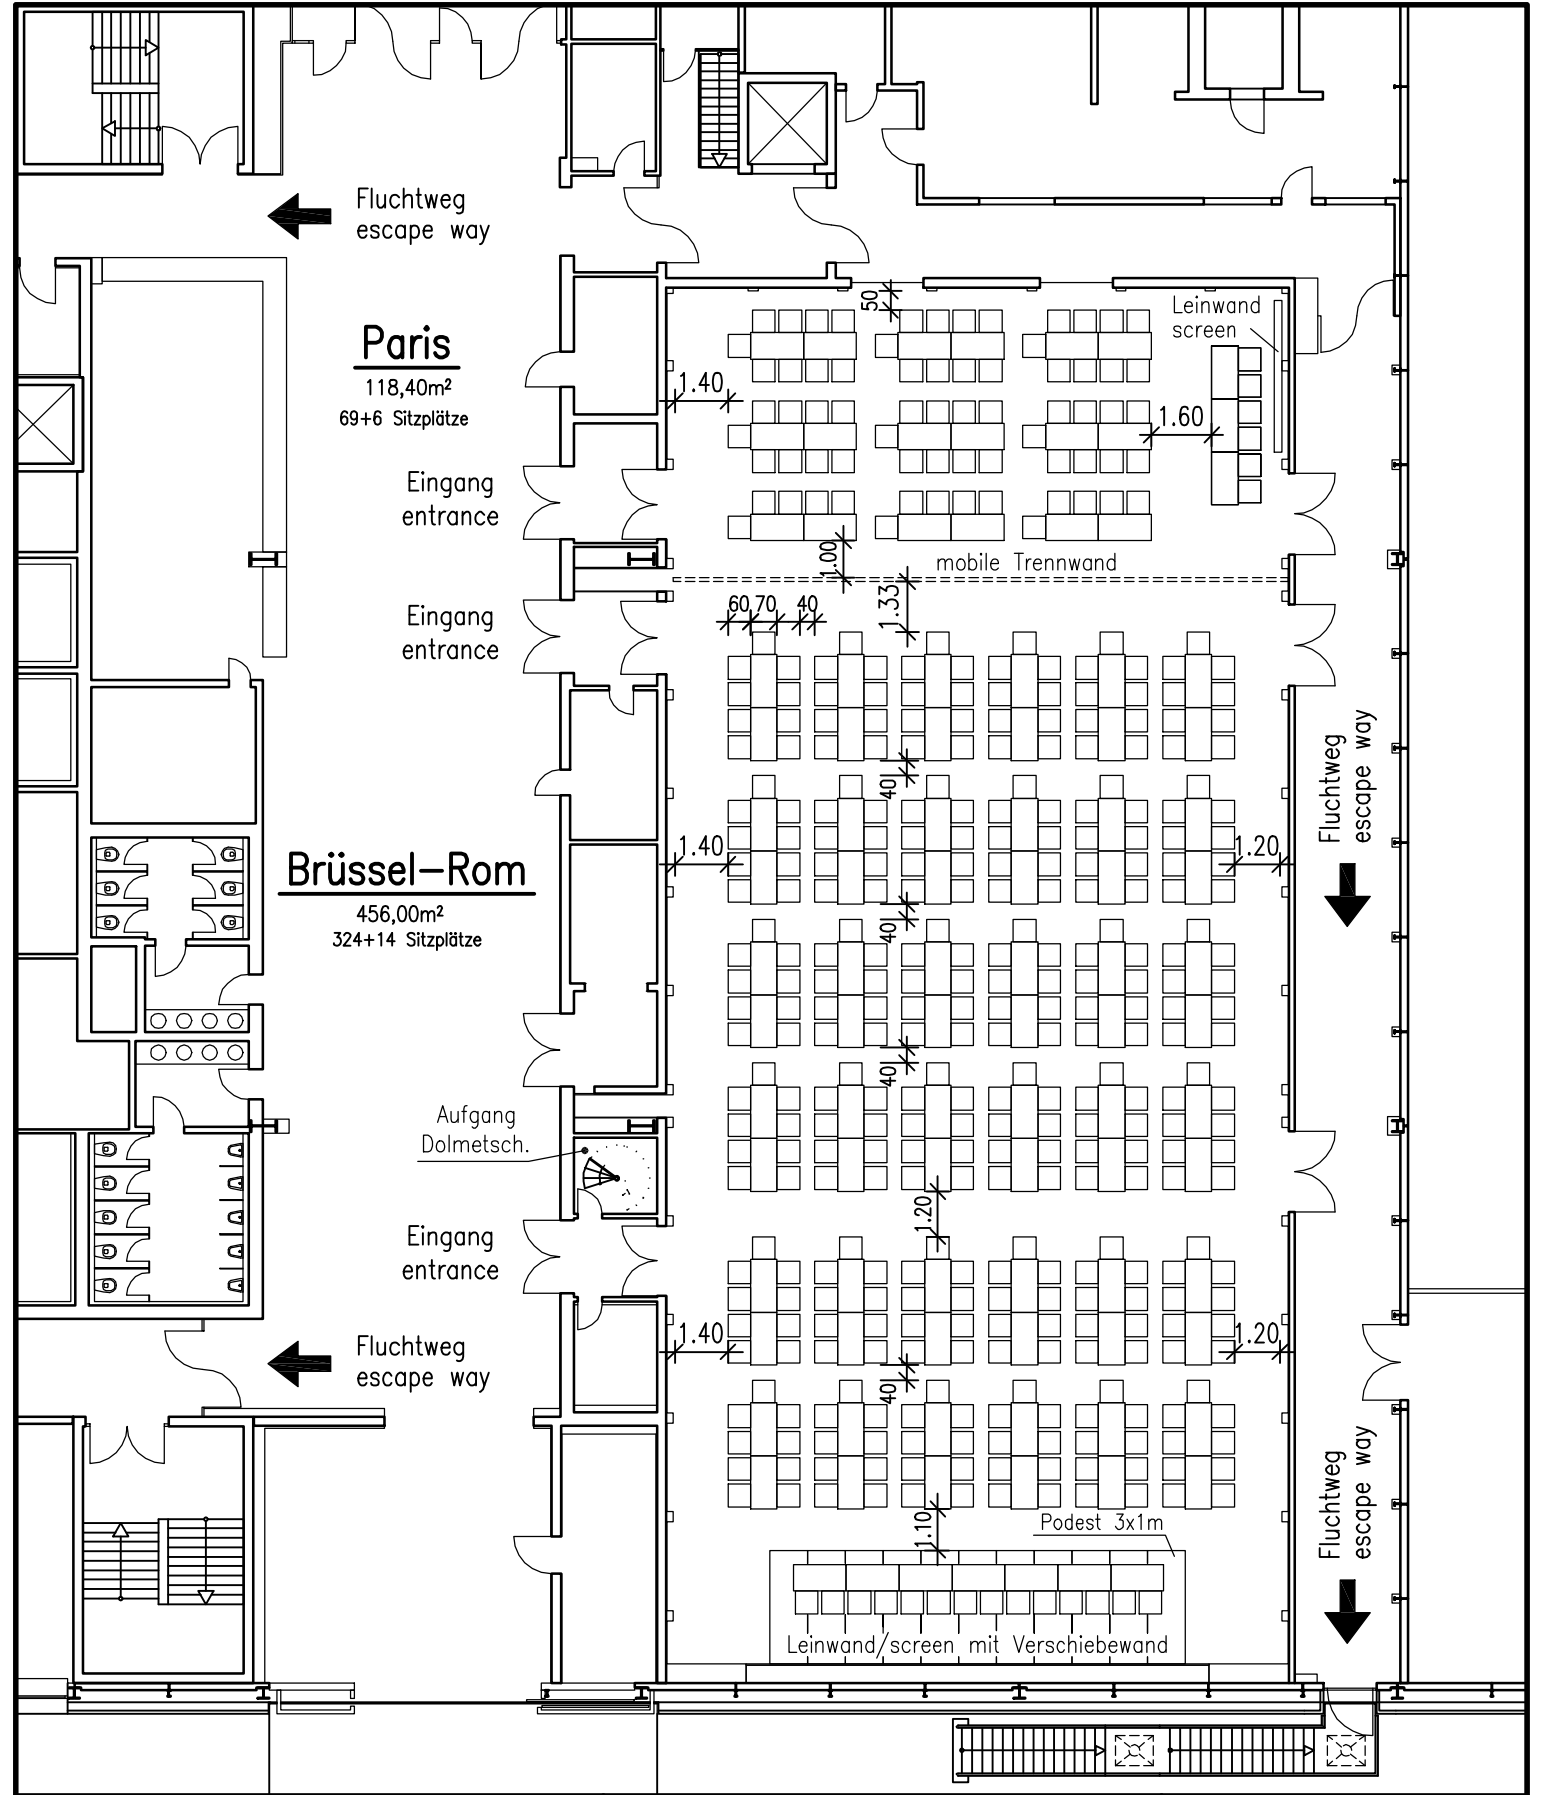 Fluchtweg
escape way
Paris
118,40m²
69+6 Sitzplätze
50
Leinwand
screen
1.40
1.60
Eingang
entrance
1.00
mobile Trennwand
Eingang
entrance
60 70 40
1.33
Fluchtweg
escape way
40
Brüssel-Rom
456,00m²
324+14 Sitzplätze
1.40
1.20
40
40
Aufgang
Dolmetsch.
1.20
Eingang
entrance
Fluchtweg
escape way
1.40
1.20
40
Fluchtweg
escape way
1.10
Podest 3x1m
Leinwand/screen mit Verschiebewand